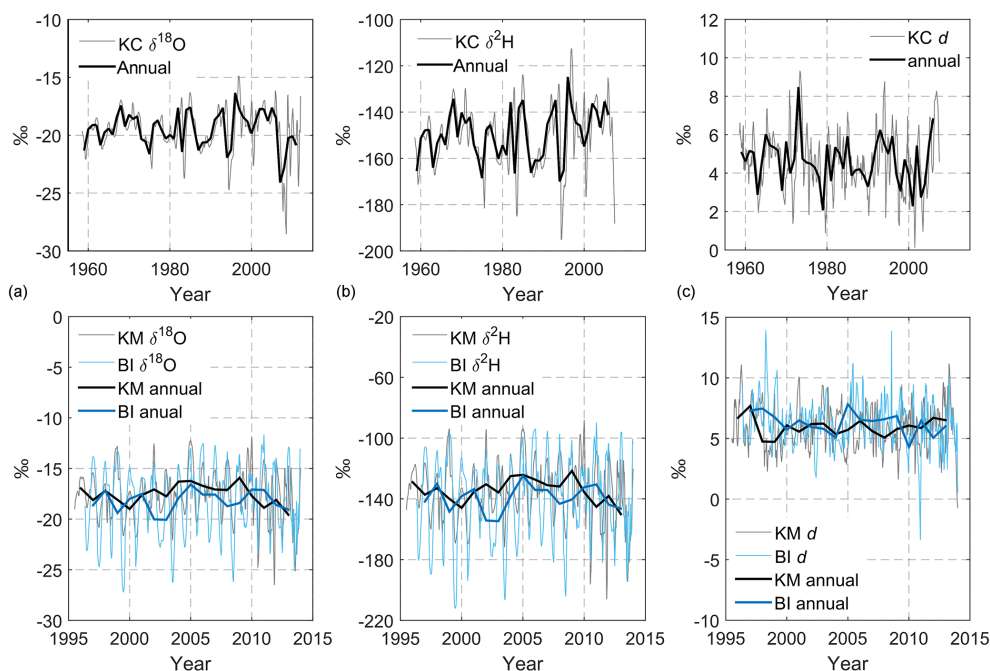 -10
-15
-20
-25
-30
‰
KC δ¹⁸O
Annual
1960
1980
2000
Year
(a)
-100
-120
-140
-160
-180
-200
‰
KC δ²H
Annual
1960
1980
2000
Year
(b)
12
10
8
6
4
2
0
‰
KC d
annual
1960
1980
2000
Year
(c)
0
-5
-10
-15
-20
-25
-30
‰
KM δ¹⁸O
BI δ¹⁸O
KM annual
BI anual
1995
2000
2005
2010
2015
Year
-20
-60
-100
-140
-180
-220
‰
KM δ²H
BI δ²H
KM annual
BI anual
1995
2000
2005
2010
2015
Year
15
10
5
0
-5
-10
‰
KM d
BI d
KM annual
BI annual
1995
2000
2005
2010
2015
Year